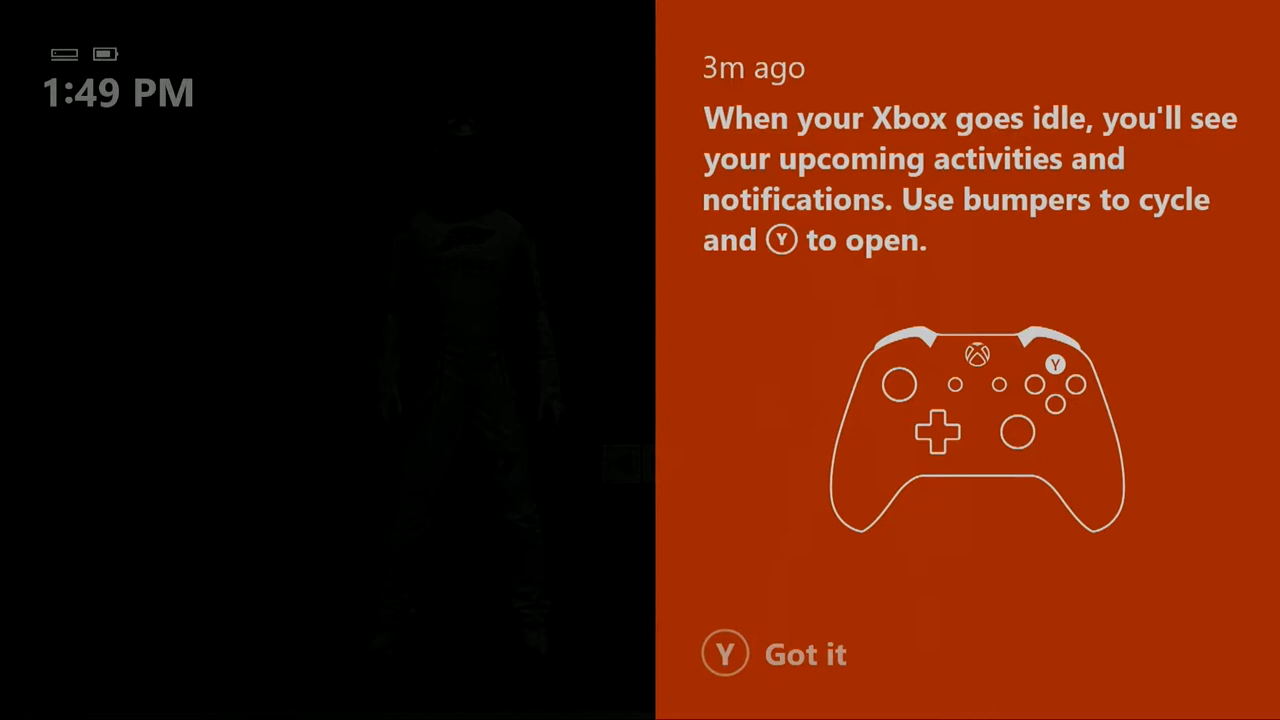 1:49 PM
3m ago
When your Xbox goes idle, you'll see
your upcoming activities and
notifications. Use bumpers to cycle
and Y to open.
Y
Y Got it